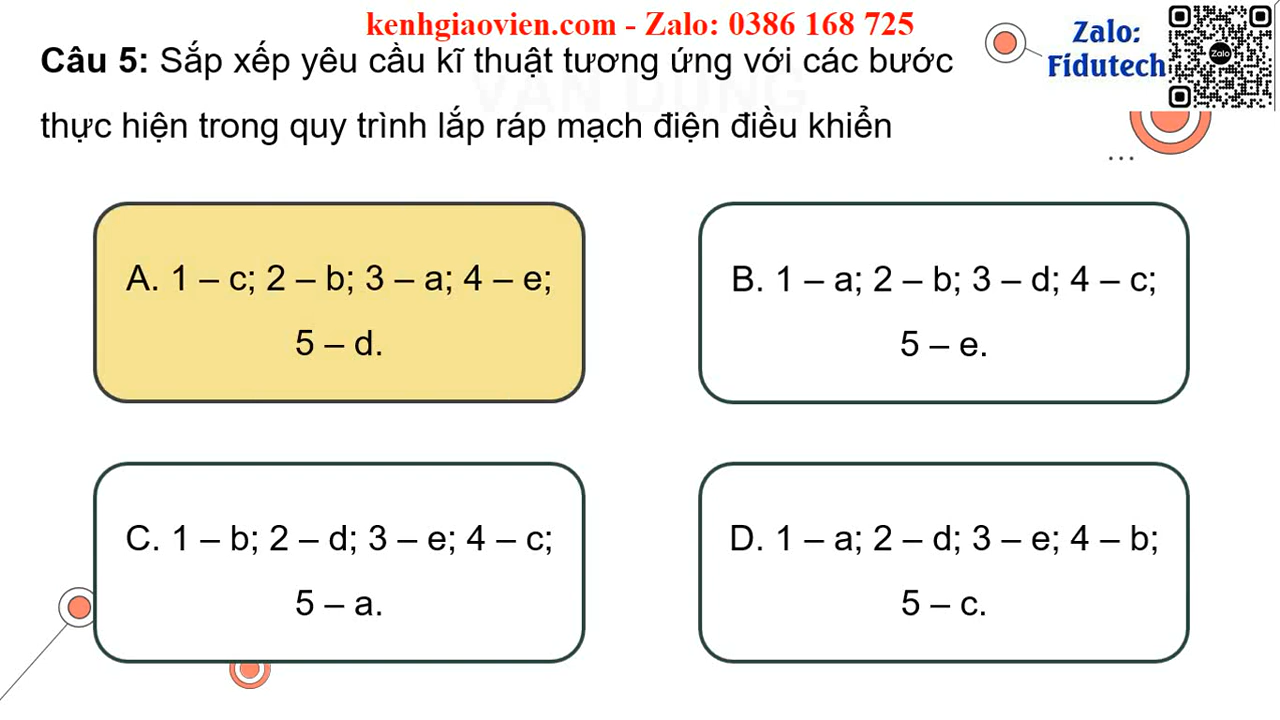 kenhgiaovien.com - Zalo: 0386 168 725
Zalo:
Fidutech
Zalo
Câu 5: Sắp xếp yêu cầu kĩ thuật tương ứng với các bước
thực hiện trong quy trình lắp ráp mạch điện điều khiển
...
A. 1 – c; 2 – b; 3 – a; 4 – e;
5 – d.
B. 1 – a; 2 – b; 3 – d; 4 – c;
5 – e.
C. 1 – b; 2 – d; 3 – e; 4 – c;
5 – a.
D. 1 – a; 2 – d; 3 – e; 4 – b;
5 – c.